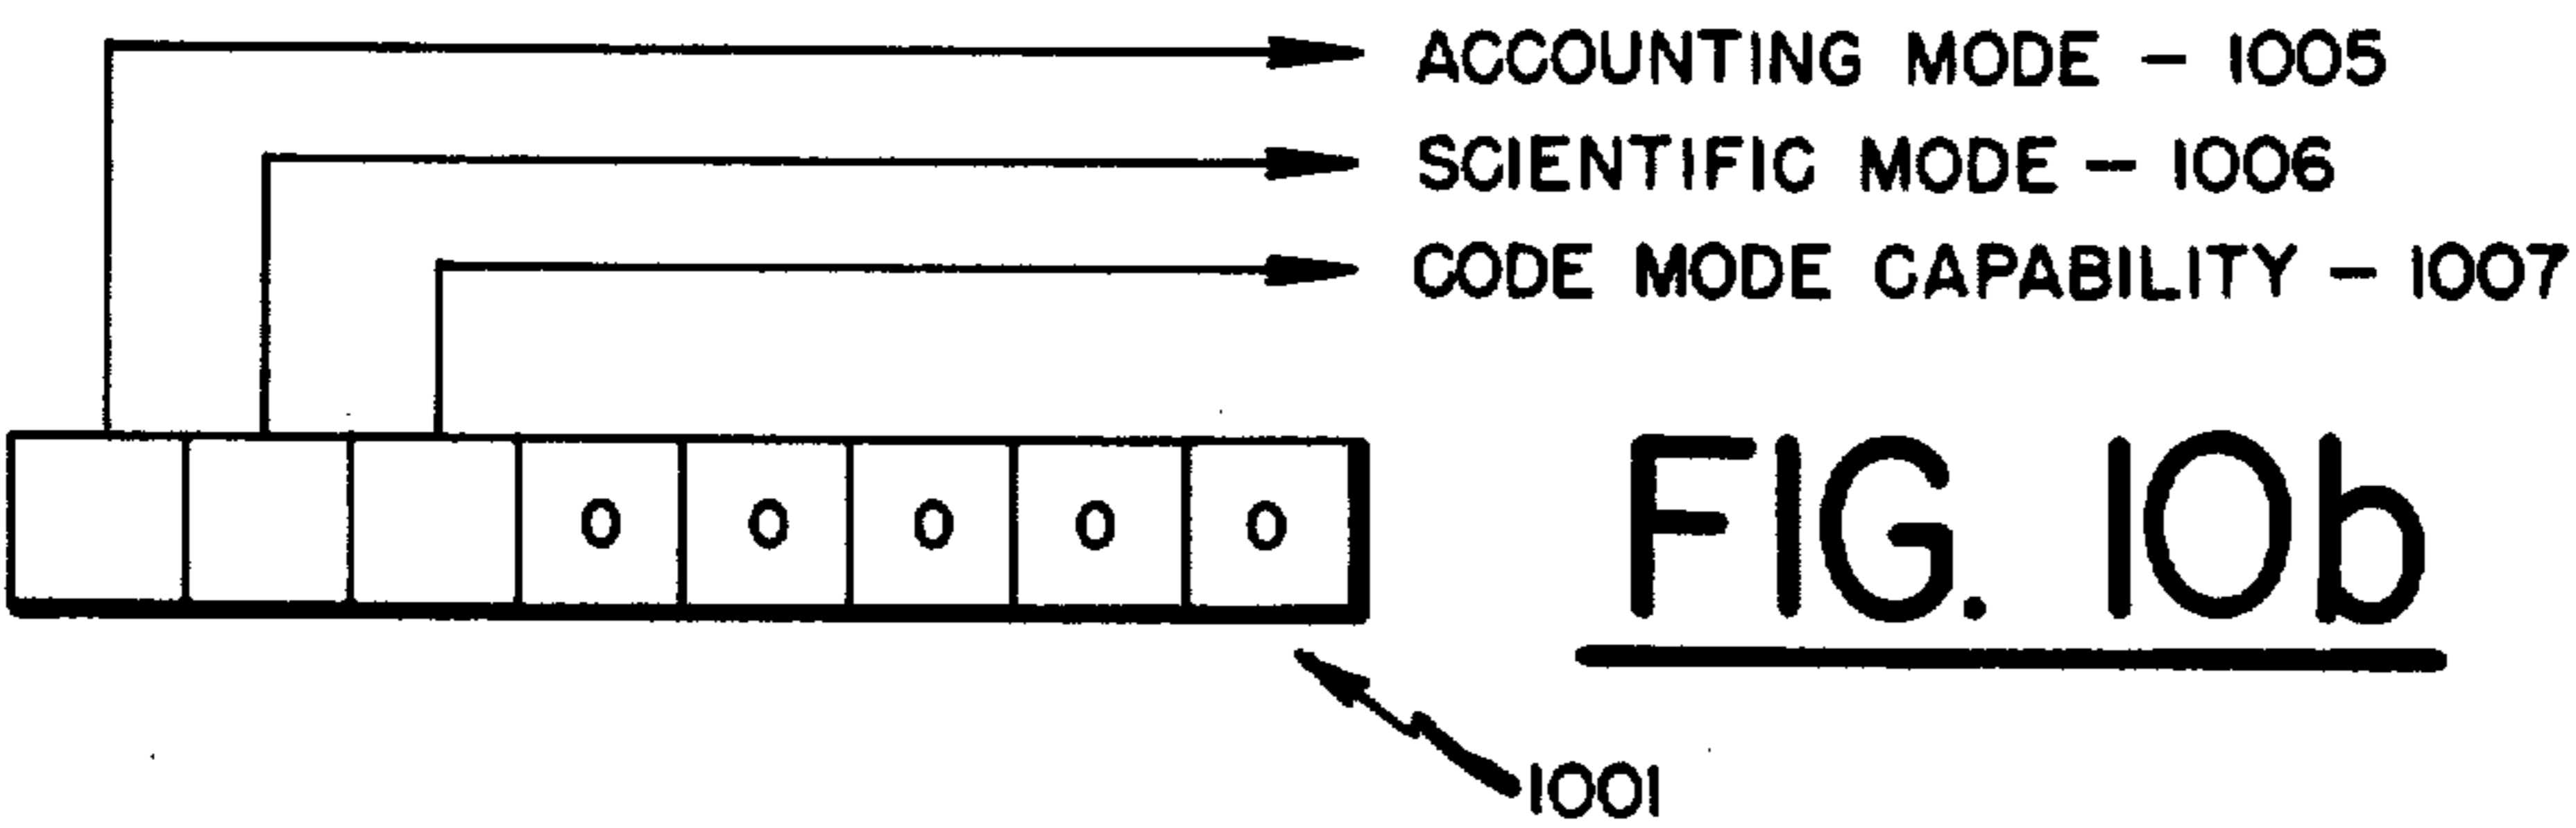 ACCOUNTING MODE - 1005
SCIENTIFIC MODE - 1006
CODE MODE CAPABILITY - 1007
0 0 0 0 0
FIG. 10b
1001